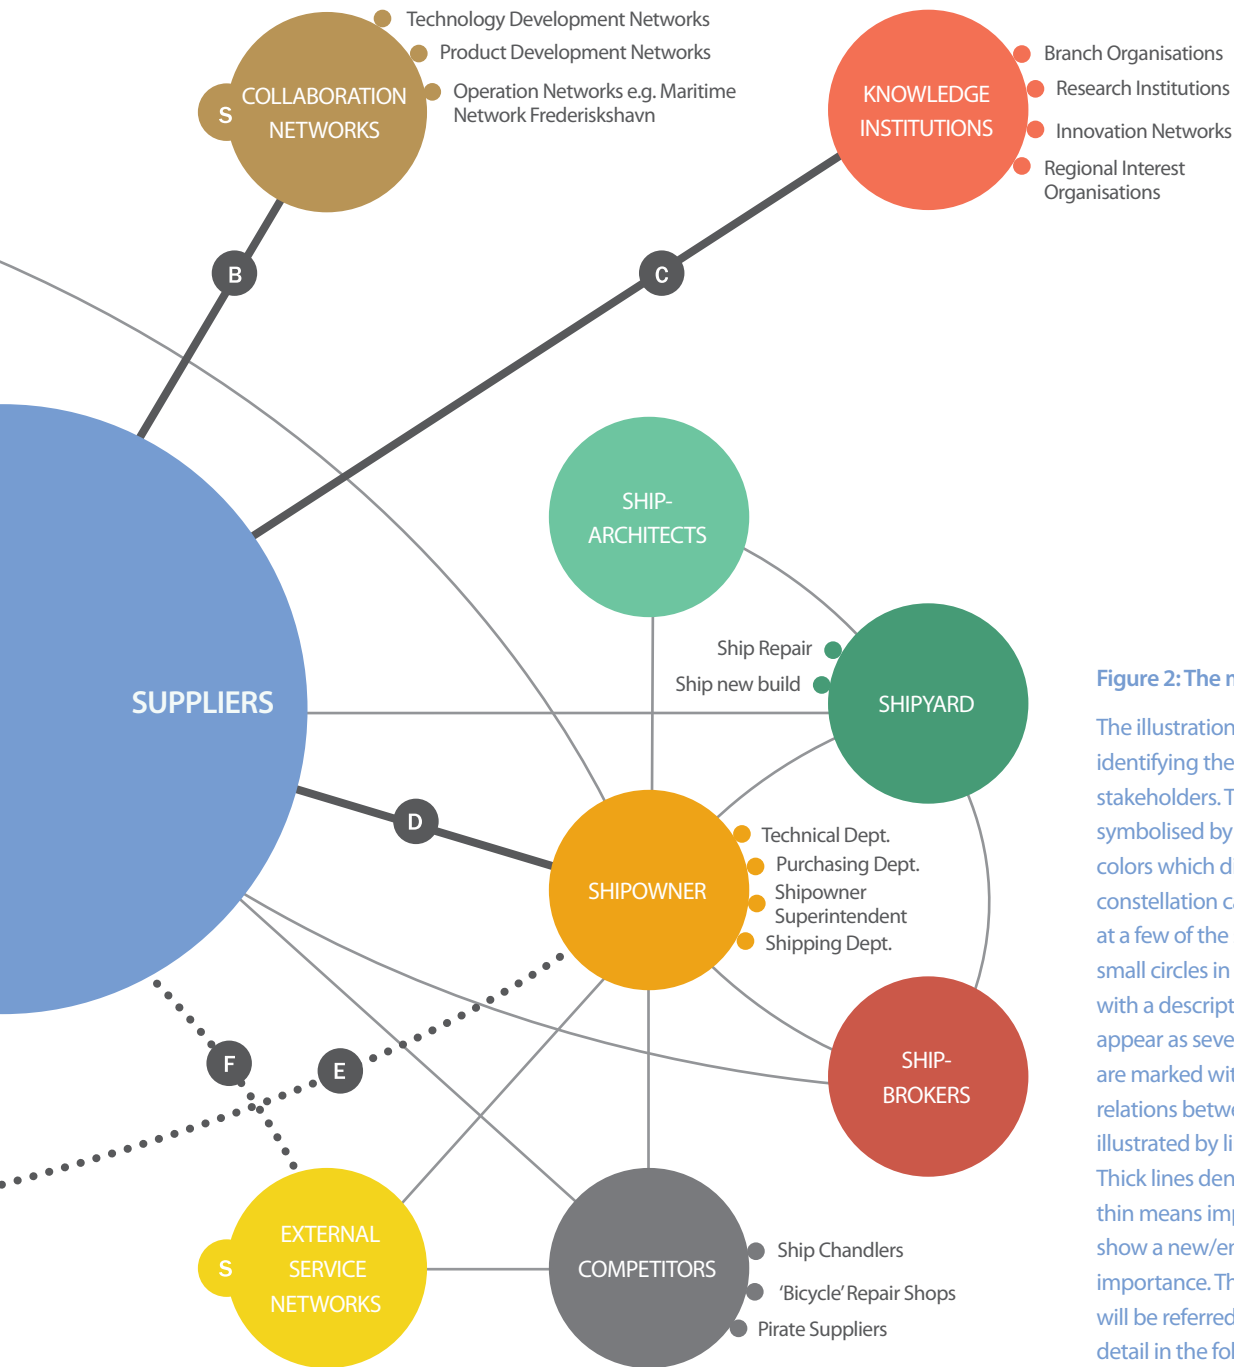 Technology Development Networks
Product Development Networks
Operation Networks e.g. Maritime
Network Frederiskshavn
S
COLLABORATION
NETWORKS
KNOWLEDGE
INSTITUTIONS
Branch Organisations
Research Institutions
Innovation Networks
Regional Interest
Organisations
B
C
SHIP-
ARCHITECTS
Ship Repair
Ship new build
SHIPYARD
SUPPLIERS
D
SHIPOWNER
Technical Dept.
Purchasing Dept.
Shipowner
Superintendent
Shipping Dept.
F
E
SHIP-
BROKERS
S
EXTERNAL
SERVICE
NETWORKS
COMPETITORS
Ship Chandlers
‘Bicycle’ Repair Shops
Pirate Suppliers
Figure 2: The
The illustration
identifying the
stakeholders.
symbolised by
colors which
constellation
at a few of the
small circles in
with a
appear as
are marked
relations
illustrated by
Thick lines
thin means
show a
importance.
will be referred
detail in the